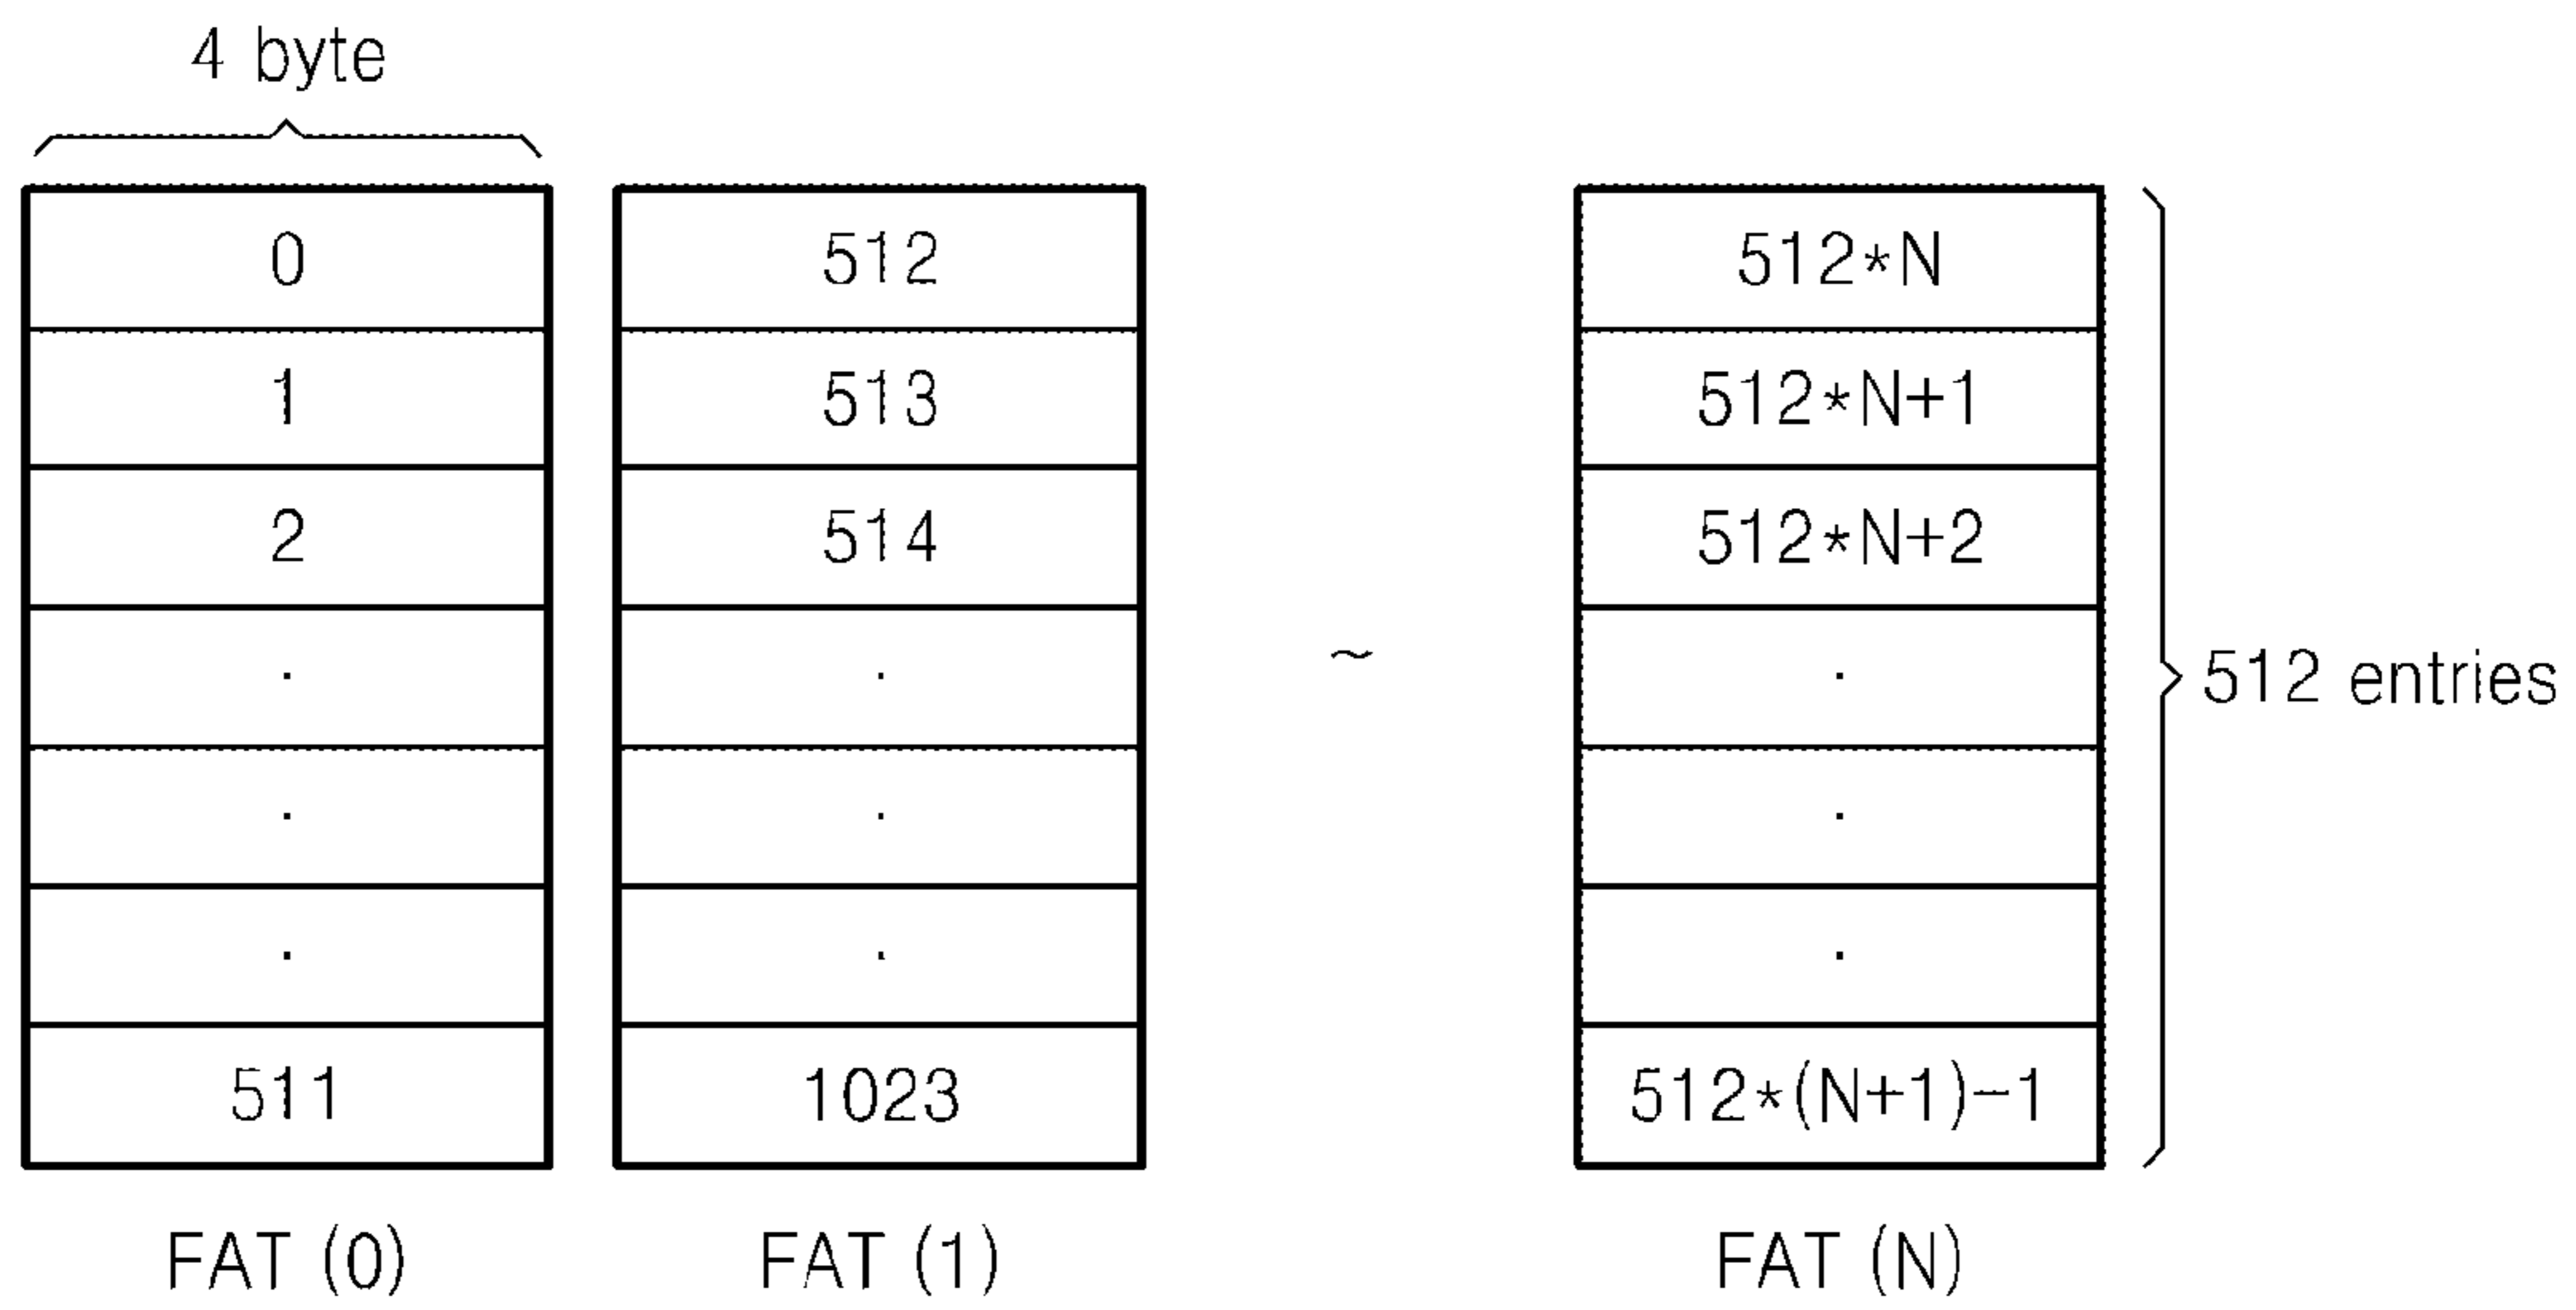 4 byte
0
1
2
.
.
.
511
FAT (0)
512
513
514
.
.
.
1023
FAT (1)
~
512*N
512*N+1
512*N+2
.
.
.
512*(N+1)-1
FAT (N)
512 entries